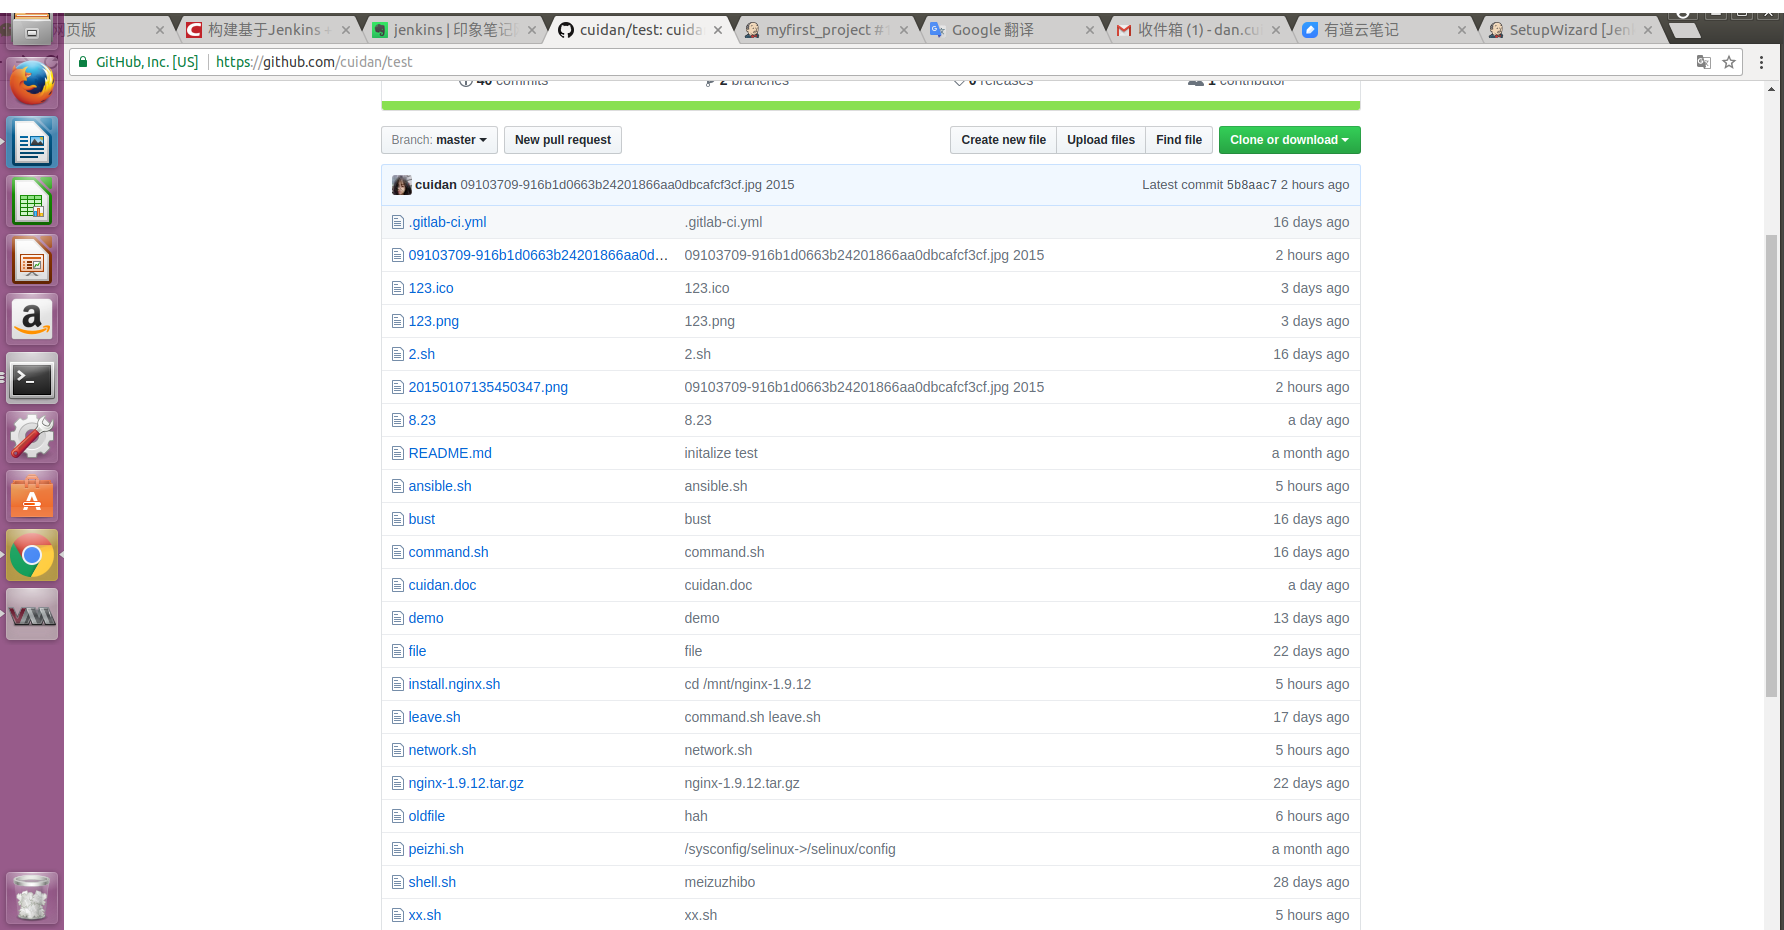 网页版
构建基于Jenkins +
jenkins | 印象笔记
cuidan/test: cuida
myfirst_project #1
Google 翻译
收件箱 (1) - dan.cu
有道云笔记
SetupWizard [Jen
GitHub, Inc. [US] https://github.com/cuidan/test
46 commits 2 branches 0 releases 1 contributor
Branch: master New pull request Create new file Upload files Find file Clone or download
cuidan 09103709-916b1d0663b24201866aa0dbcafcf3cf.jpg 2015 Latest commit 5b8aac7 2 hours ago
.gitlab-ci.yml .gitlab-ci.yml 16 days ago
09103709-916b1d0663b24201866aa0d… 09103709-916b1d0663b24201866aa0dbcafcf3cf.jpg 2015 2 hours ago
123.ico 123.ico 3 days ago
123.png 123.png 3 days ago
2.sh 2.sh 16 days ago
20150107135450347.png 09103709-916b1d0663b24201866aa0dbcafcf3cf.jpg 2015 2 hours ago
8.23 8.23 a day ago
README.md initalize test a month ago
ansible.sh ansible.sh 5 hours ago
bust bust 16 days ago
command.sh command.sh 16 days ago
cuidan.doc cuidan.doc a day ago
demo demo 13 days ago
file file 22 days ago
install.nginx.sh cd /mnt/nginx-1.9.12 5 hours ago
leave.sh command.sh leave.sh 17 days ago
network.sh network.sh 5 hours ago
nginx-1.9.12.tar.gz nginx-1.9.12.tar.gz 22 days ago
oldfile hah 6 hours ago
peizhi.sh /sysconfig/selinux->/selinux/config a month ago
shell.sh meizuzhibo 28 days ago
xx.sh xx.sh 5 hours ago